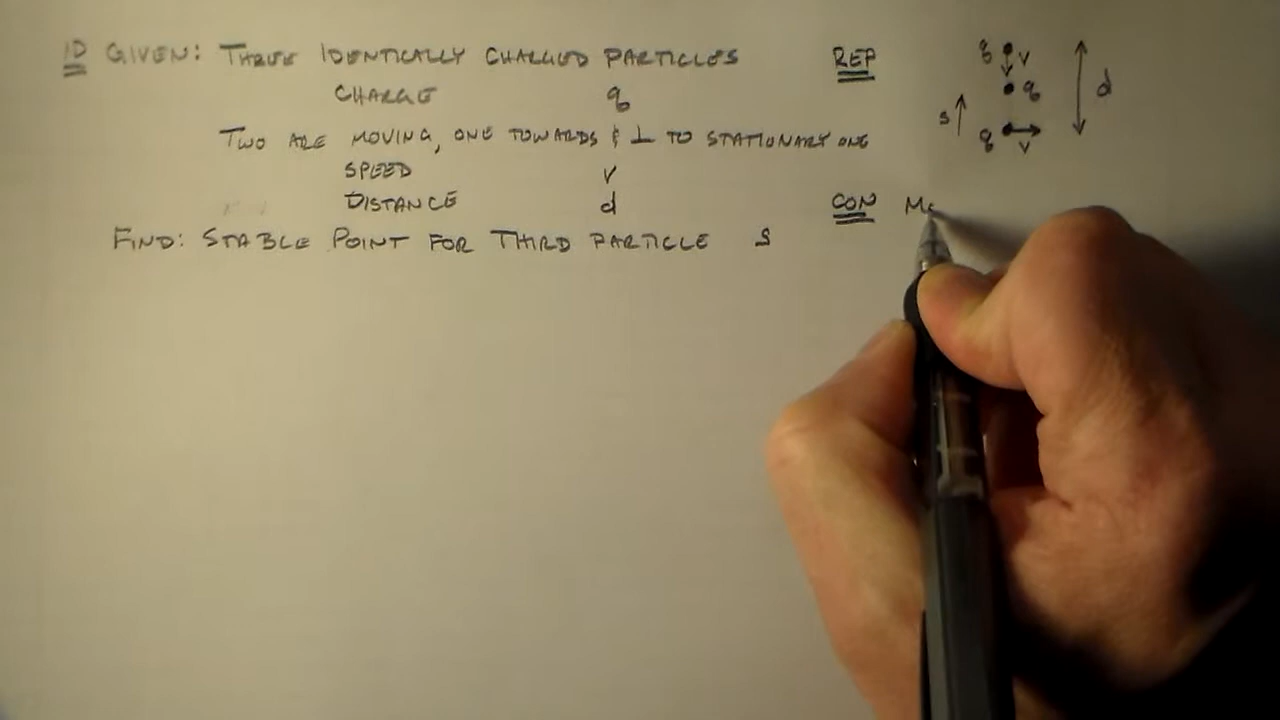 ID GIVEN: THREE IDENTICALLY CHARGED PARTICLES
CHARGE q
TWO ARE MOVING, ONE TOWARDS & ⊥ TO STATIONARY ONE
SPEED v
DISTANCE d
FIND: STABLE POINT FOR THIRD PARTICLE s
REP
q v
q
d
s
q
v
CON